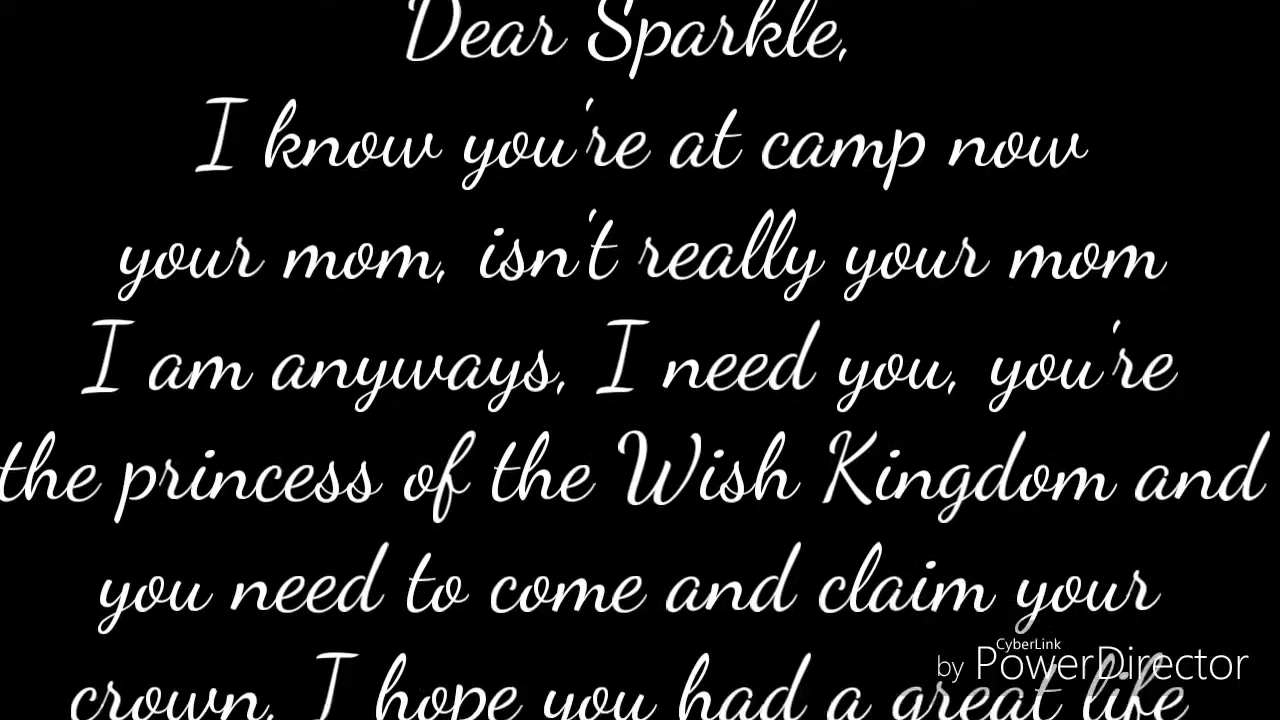 Dear Sparkle,
I know you're at camp now
your mom, isn't really your mom
I am anyways, I need you, you're
the princess of the Wish Kingdom and
you need to come and claim your
crown, I hope you had a great life
CyberLink
by PowerDirector